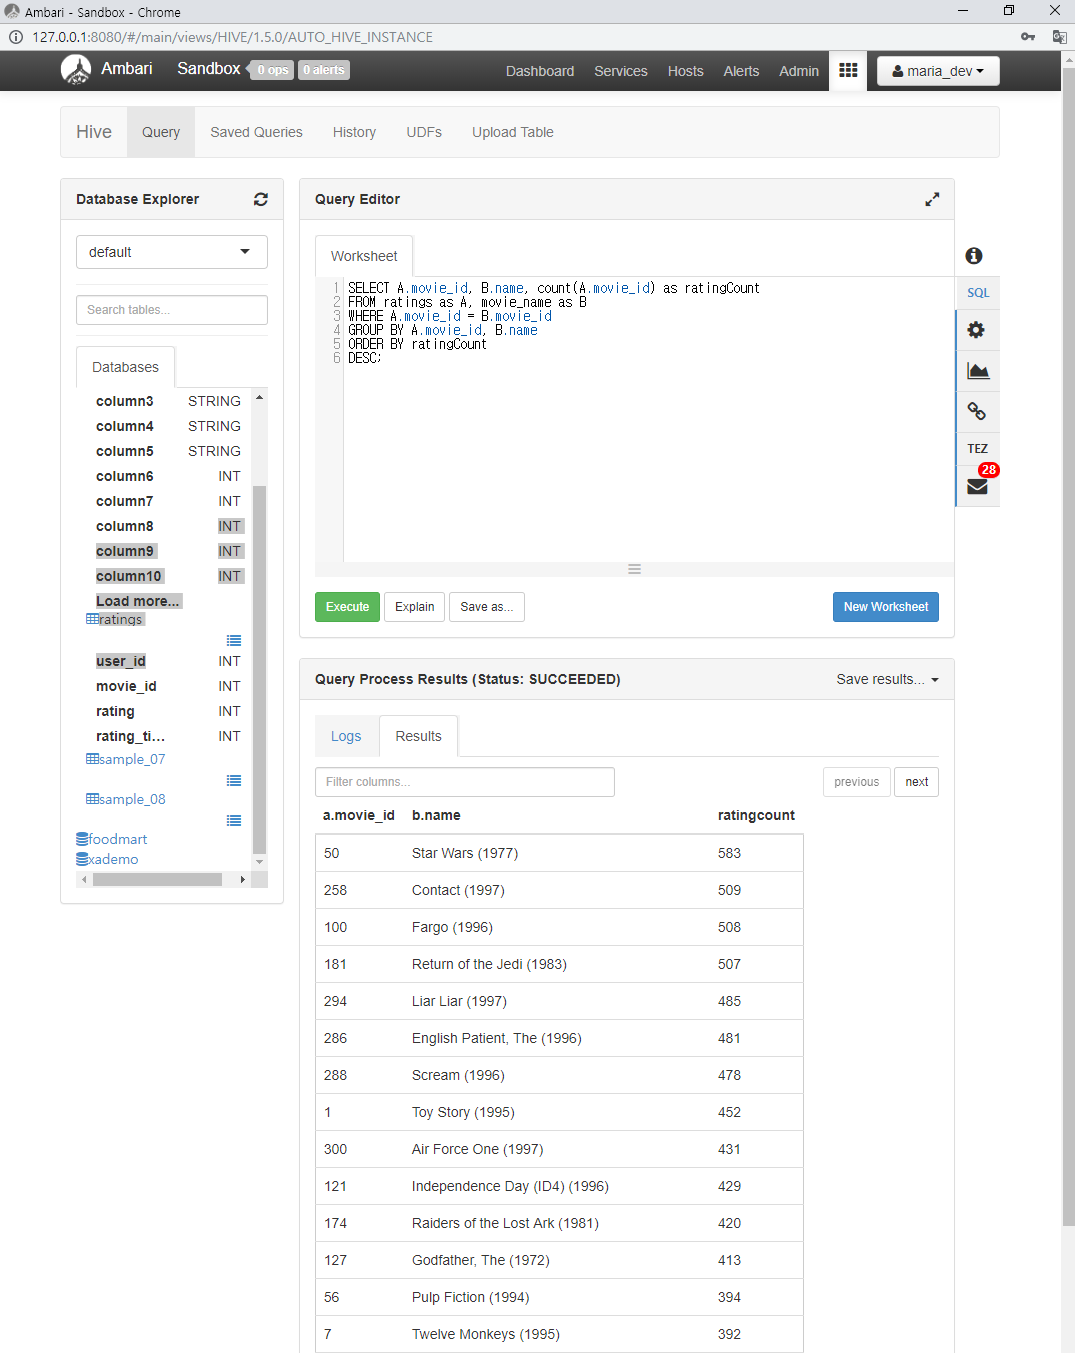 Ambari - Sandbox - Chrome
127.0.0.1:8080/#/main/views/HIVE/1.5.0/AUTO_HIVE_INSTANCE
Ambari Sandbox 0 ops 0 alerts Dashboard Services Hosts Alerts Admin maria_dev
Hive Query Saved Queries History UDFs Upload Table
Database Explorer
default
Search tables...
Databases
column3 STRING
column4 STRING
column5 STRING
column6 INT
column7 INT
column8 INT
column9 INT
column10 INT
Load more...
ratings
user_id INT
movie_id INT
rating INT
rating_ti... INT
sample_07
sample_08
foodmart
xademo
Query Editor
Worksheet
1 SELECT A.movie_id, B.name, count(A.movie_id) as ratingCount
2 FROM ratings as A, movie_name as B
3 WHERE A.movie_id = B.movie_id
4 GROUP BY A.movie_id, B.name
5 ORDER BY ratingCount
6 DESC;
Execute Explain Save as... New Worksheet
SQL
TEZ
28
Query Process Results (Status: SUCCEEDED) Save results...
Logs Results
Filter columns... previous next
a.movie_id b.name ratingcount
50 Star Wars (1977) 583
258 Contact (1997) 509
100 Fargo (1996) 508
181 Return of the Jedi (1983) 507
294 Liar Liar (1997) 485
286 English Patient, The (1996) 481
288 Scream (1996) 478
1 Toy Story (1995) 452
300 Air Force One (1997) 431
121 Independence Day (ID4) (1996) 429
174 Raiders of the Lost Ark (1981) 420
127 Godfather, The (1972) 413
56 Pulp Fiction (1994) 394
7 Twelve Monkeys (1995) 392